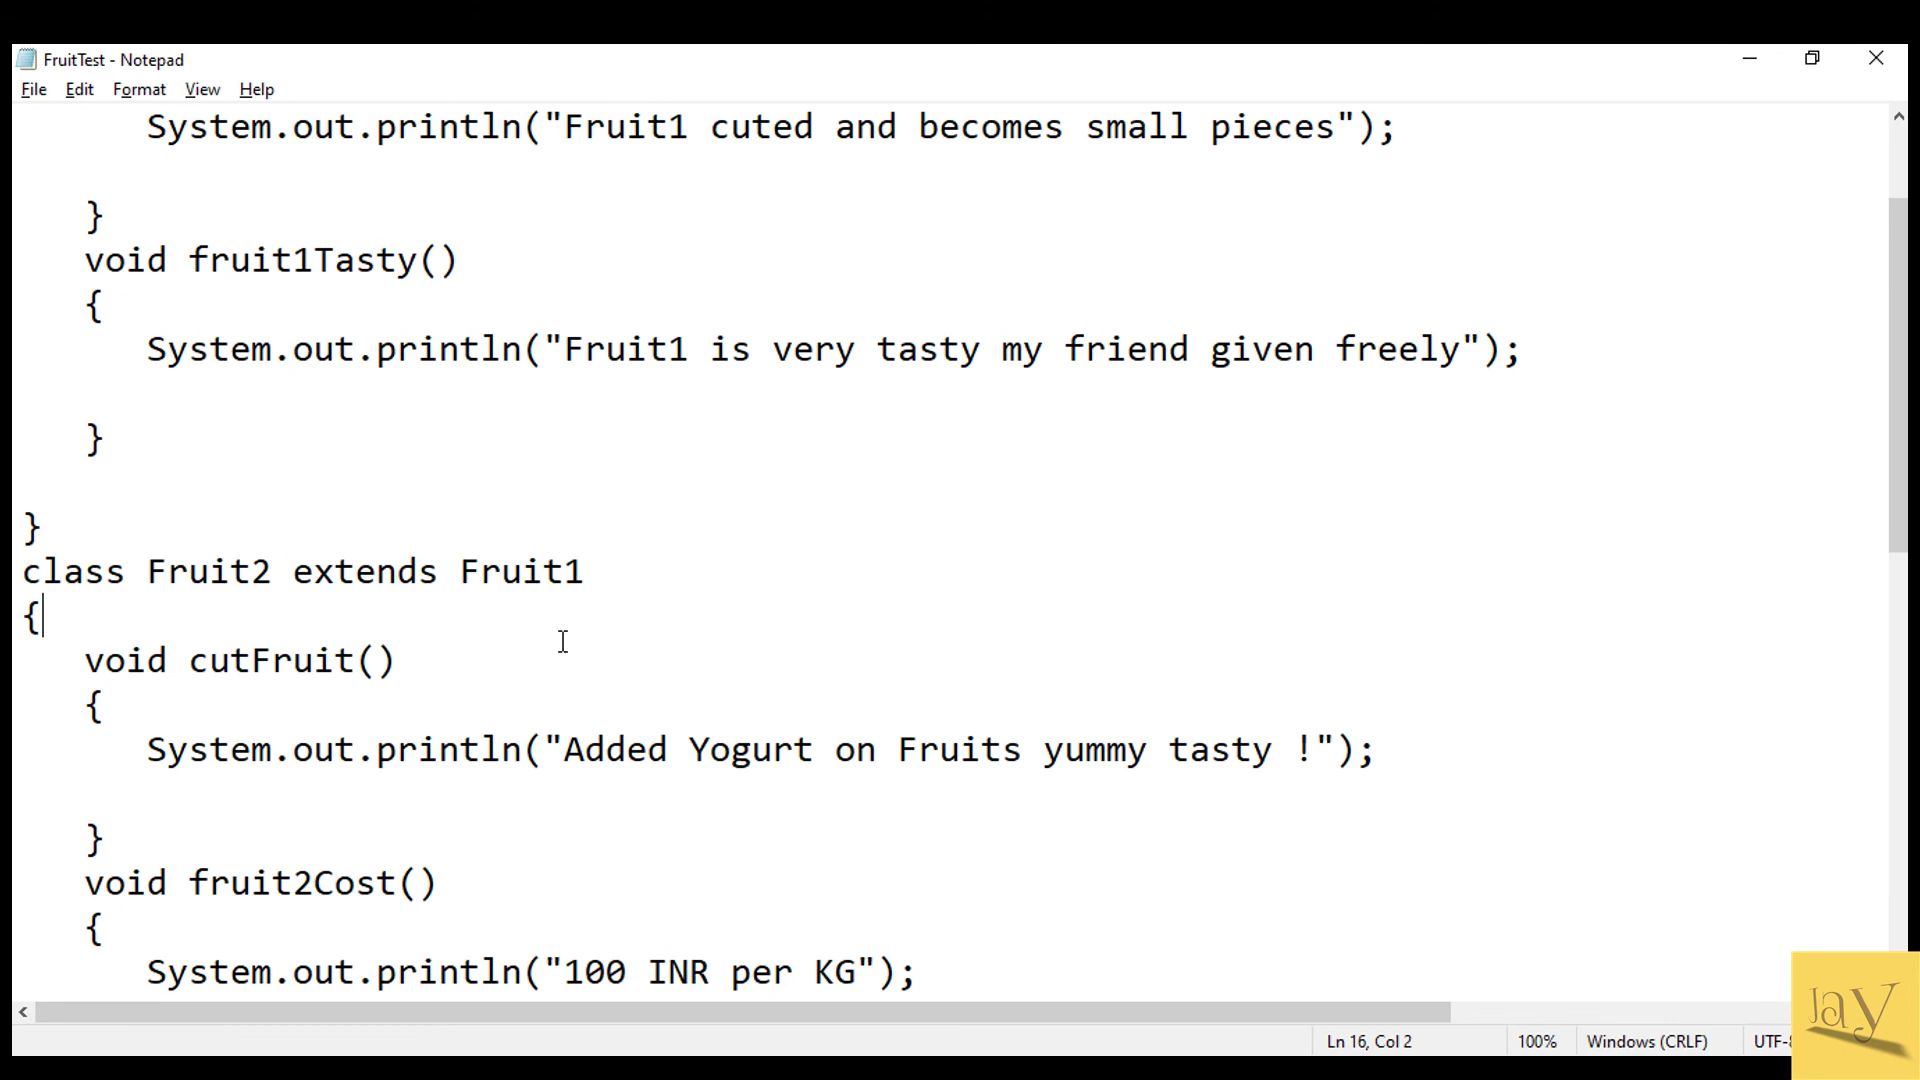 FruitTest - Notepad
File Edit Format View Help
System.out.println("Fruit1 cuted and becomes small pieces");
}
void fruit1Tasty()
{
System.out.println("Fruit1 is very tasty my friend given freely");
}
}
class Fruit2 extends Fruit1
{
void cutFruit()
{
System.out.println("Added Yogurt on Fruits yummy tasty !");
}
void fruit2Cost()
{
System.out.println("100 INR per KG");
Ln 16, Col 2 100% Windows (CRLF) UTF-8
Jay